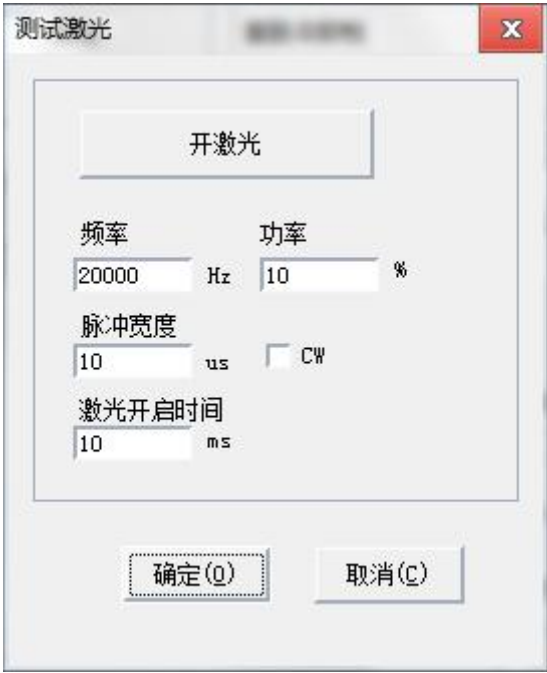 测试激光
开激光
频率 功率
20000 Hz 10 %
脉冲宽度
10 us CW
激光开启时间
10 ms
确定(O) 取消(C)